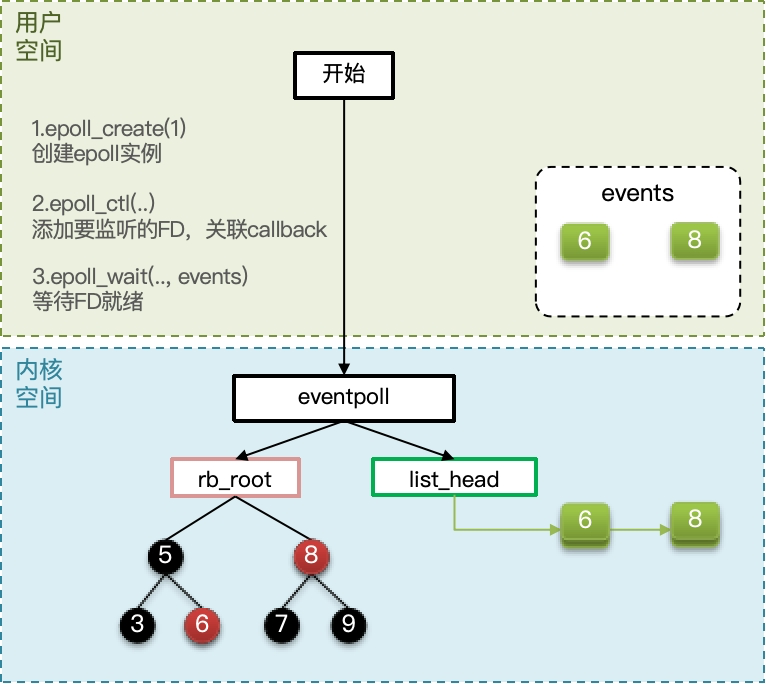 用户
空间
开始
1.epoll_create(1)
创建epoll实例
2.epoll_ctl(..)
添加要监听的FD，关联callback
3.epoll_wait(.., events)
等待FD就绪
events
6
8
内核
空间
eventpoll
rb_root
list_head
6
8
5
8
3
6
7
9